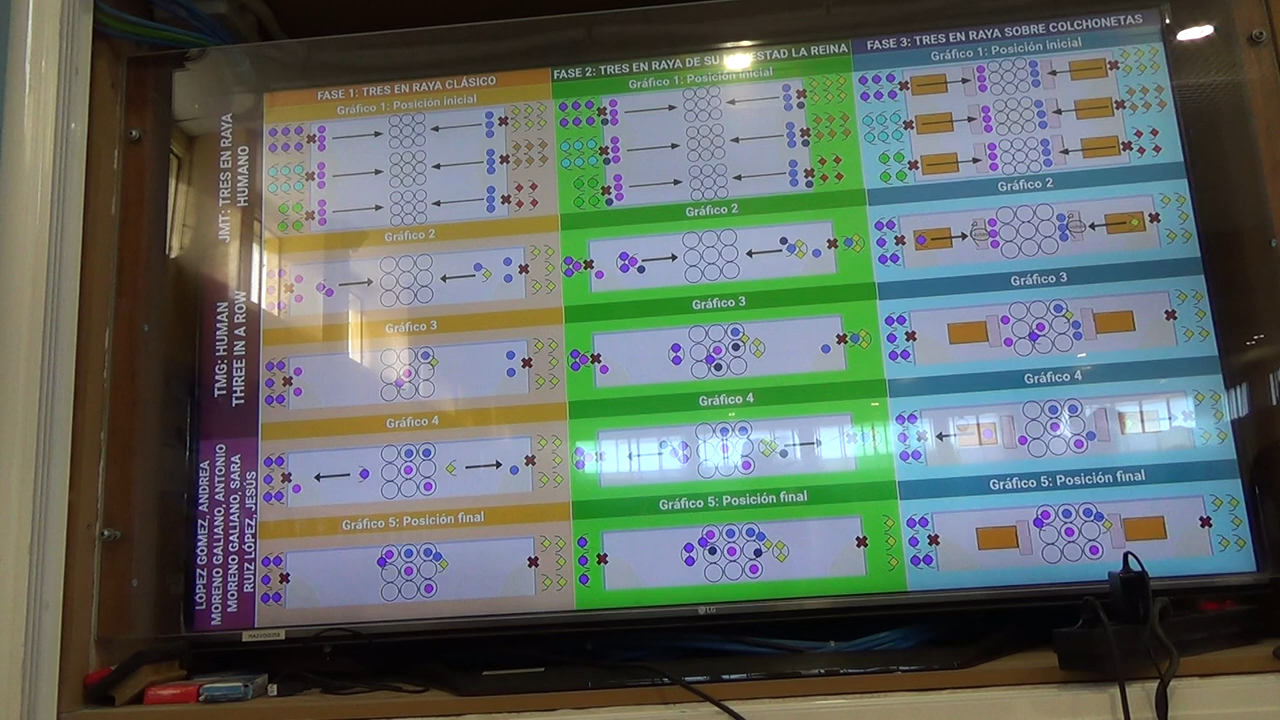 JMT: TRES EN RAYA
HUMANO
TMG: HUMAN
THREE IN A ROW
LÓPEZ GÓMEZ, ANDREA
MORENO GALIANO, ANTONIO
MORENO GALIANO, SARA
RUIZ LÓPEZ, JESÚS
FASE 1: TRES EN RAYA CLÁSICO
Gráfico 1: Posición inicial
Gráfico 2
Gráfico 3
Gráfico 4
Gráfico 5: Posición final
FASE 2: TRES EN RAYA DE SU ESTAD LA REINA
Gráfico 1: Posición inicial
Gráfico 2
Gráfico 3
Gráfico 4
Gráfico 5: Posición final
FASE 3: TRES EN RAYA SOBRE COLCHONETAS
Gráfico 1: Posición inicial
Gráfico 2
Gráfico 3
Gráfico 4
Gráfico 5: Posición final
LG